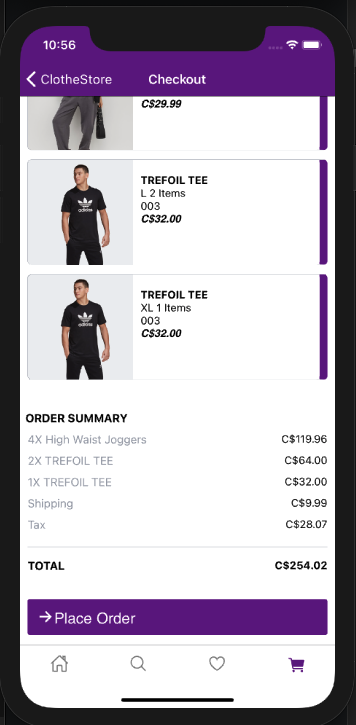 10:56
ClotheStore
Checkout
C$29.99
TREFOIL TEE
L 2 Items
003
C$32.00
adidas
TREFOIL TEE
XL 1 Items
003
C$32.00
adidas
ORDER SUMMARY
4X High Waist Joggers C$119.96
2X TREFOIL TEE C$64.00
1X TREFOIL TEE C$32.00
Shipping C$9.99
Tax C$28.07
TOTAL C$254.02
Place Order